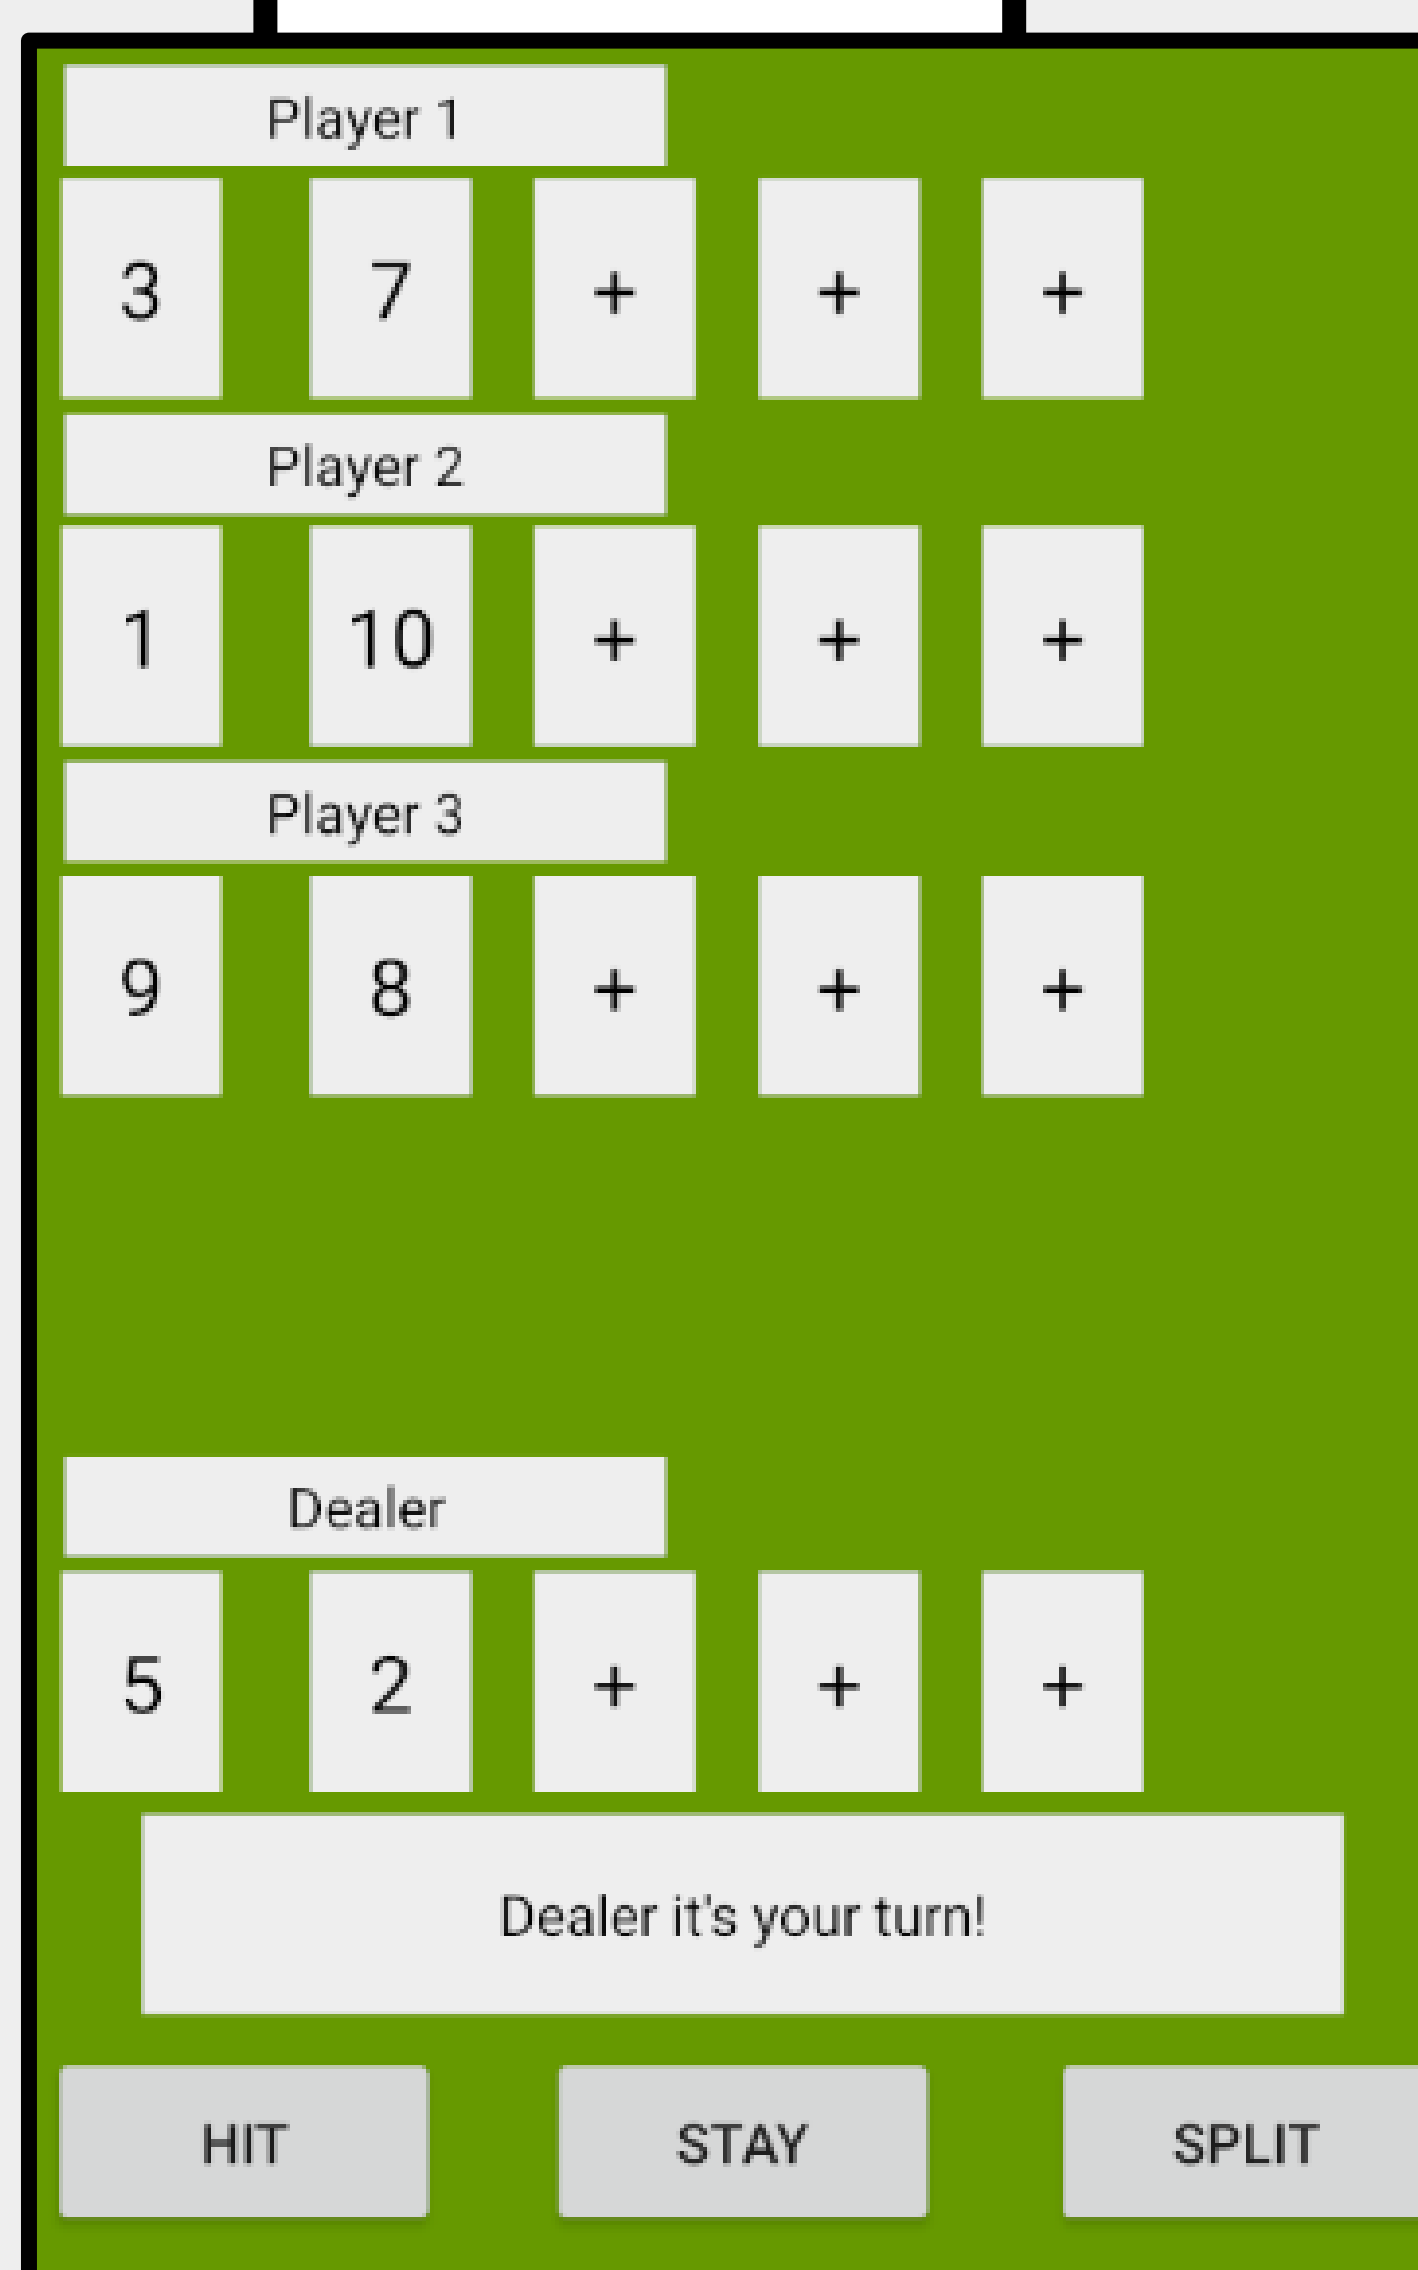 Player 1
3 7 + + +
Player 2
1 10 + + +
Player 3
9 8 + + +
Dealer
5 2 + + +
Dealer it's your turn!
HIT STAY SPLIT